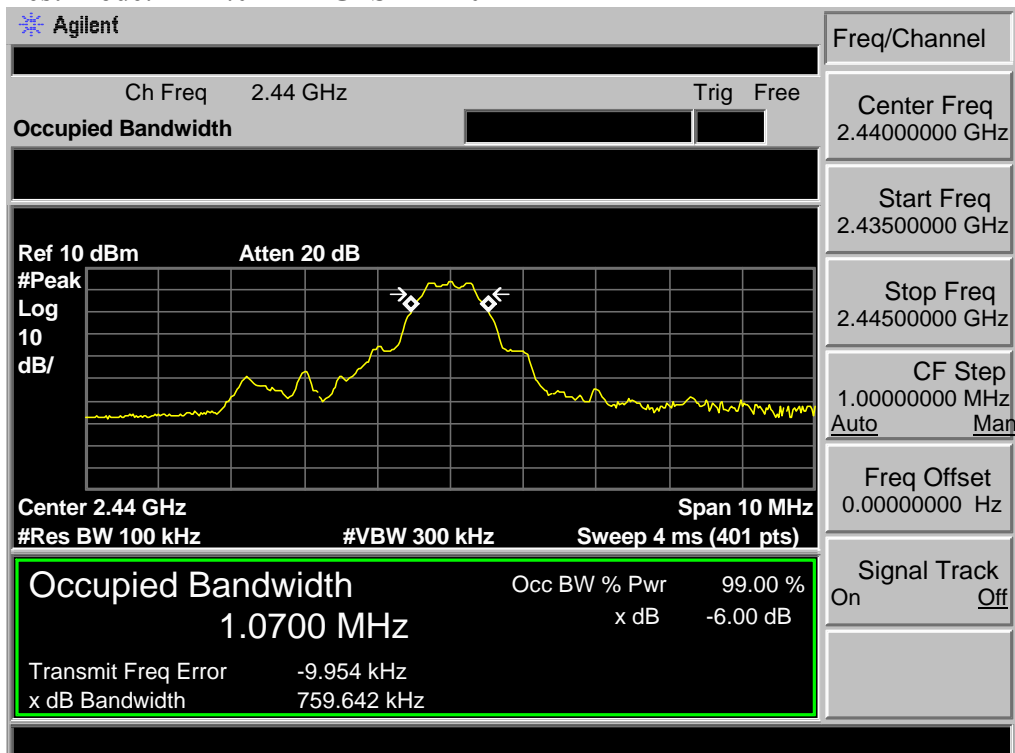 Agilent
Freq/Channel
Ch Freq 2.44 GHz Trig Free
Occupied Bandwidth
Center Freq
2.44000000 GHz
Start Freq
2.43500000 GHz
Ref 10 dBm Atten 20 dB
#Peak
Log
10
dB/
Stop Freq
2.44500000 GHz
CF Step
1.00000000 MHz
Auto Man
Freq Offset
0.00000000 Hz
Center 2.44 GHz Span 10 MHz
#Res BW 100 kHz #VBW 300 kHz Sweep 4 ms (401 pts)
Signal Track
On Off
Occupied Bandwidth
1.0700 MHz
Occ BW % Pwr 99.00 %
x dB -6.00 dB
Transmit Freq Error -9.954 kHz
x dB Bandwidth 759.642 kHz